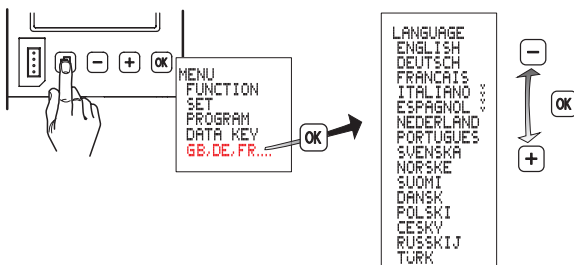 OK
MENU
FUNCTION
SET
PROGRAM
DATA KEY
GB,DE,FR....
OK
LANGUAGE
ENGLISH
DEUTSCH
FRANCAIS
ITALIANO
ESPAGNOL
NEDERLAND
PORTUGUES
SVENSKA
NORSKE
SUOMI
DANSK
POLSKI
CESKY
RUSSKIJ
TURK
OK